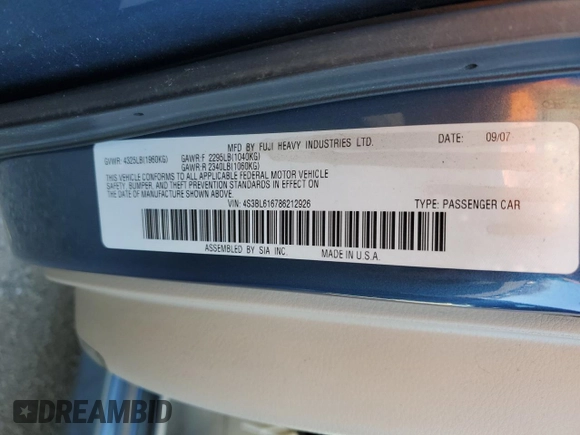 MFD BY FUJI HEAVY INDUSTRIES LTD. DATE: 09/07
GVWR: 4325LB(1960KG) GAWR:F 2295LB(1040KG)
GAWR:R 2340LB(1060KG)
THIS VEHICLE CONFORMS TO ALL APPLICABLE FEDERAL MOTOR VEHICLE
SAFETY, BUMPER, AND THEFT PREVENTION STANDARDS IN EFFECT ON
THE DATE OF MANUFACTURE SHOWN ABOVE.
VIN: 4S3BL616786212926 TYPE: PASSENGER CAR
ASSEMBLED BY SIA INC. MADE IN U.S.A.
DREAMBID